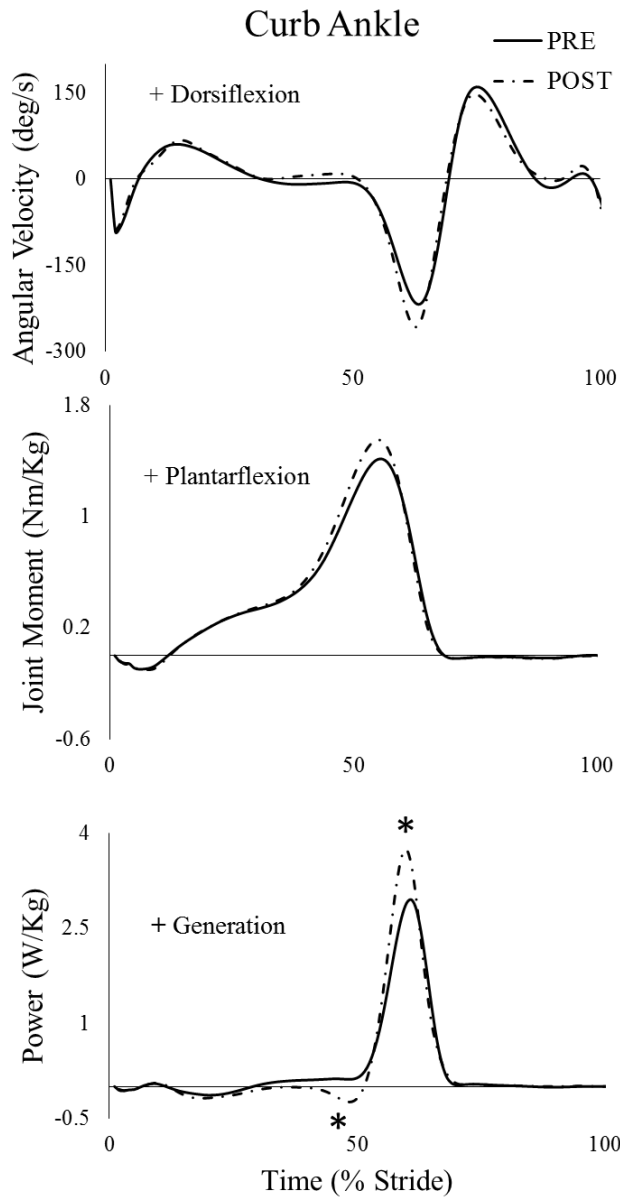 Curb Ankle
PRE
POST
Angular Velocity (deg/s)
+ Dorsiflexion
150
0
-150
-300
0 50 100
Joint Moment (Nm/Kg)
+ Plantarflexion
1.8
1
0.2
-0.6
0 50 100
Power (W/Kg)
+ Generation
*
4
2.5
1
-0.5
*
0 50 100
Time (% Stride)